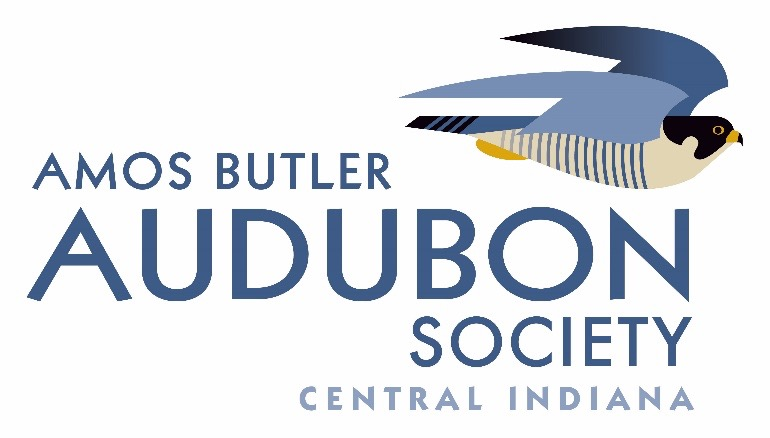 AMOS BUTLER
AUDUBON
SOCIETY
CENTRAL INDIANA